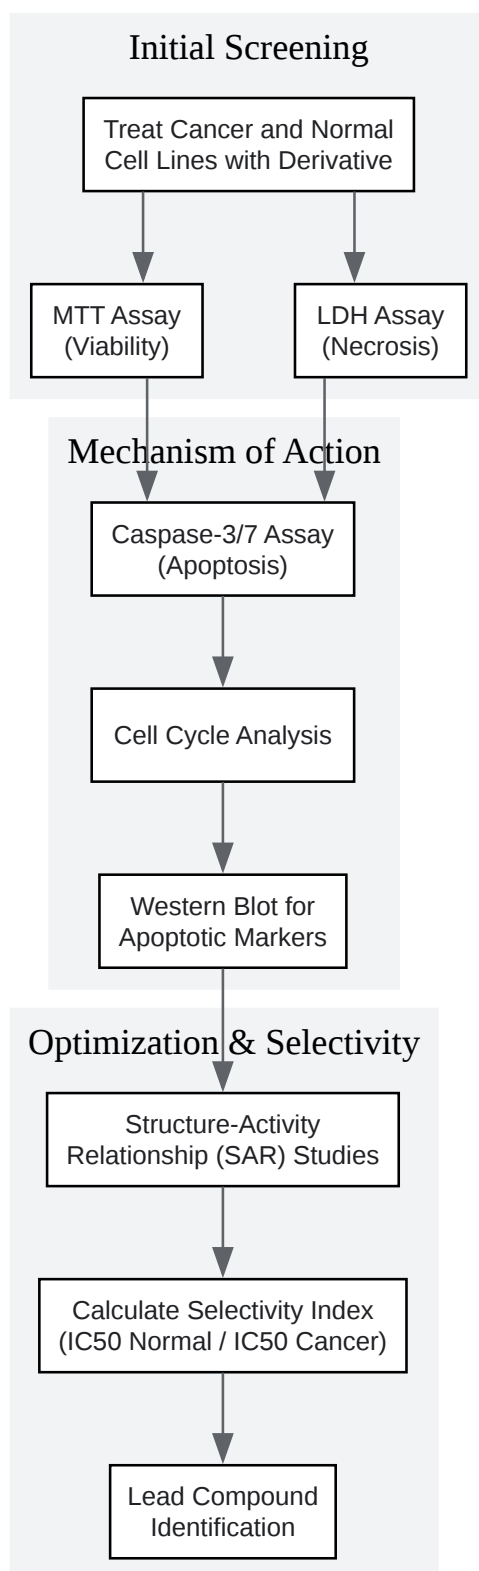 Initial Screening
Treat Cancer and Normal
Cell Lines with Derivative
MTT Assay
(Viability)
LDH Assay
(Necrosis)
Mechanism of Action
Caspase-3/7 Assay
(Apoptosis)
Cell Cycle Analysis
Western Blot for
Apoptotic Markers
Optimization & Selectivity
Structure-Activity
Relationship (SAR) Studies
Calculate Selectivity Index
(IC50 Normal / IC50 Cancer)
Lead Compound
Identification